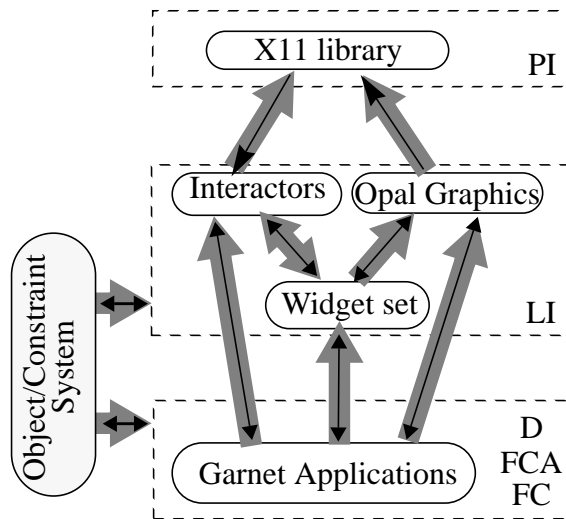 X11 library
PI
Interactors
Opal Graphics
Widget set
LI
Object/Constraint
System
Garnet Applications
D
FCA
FC